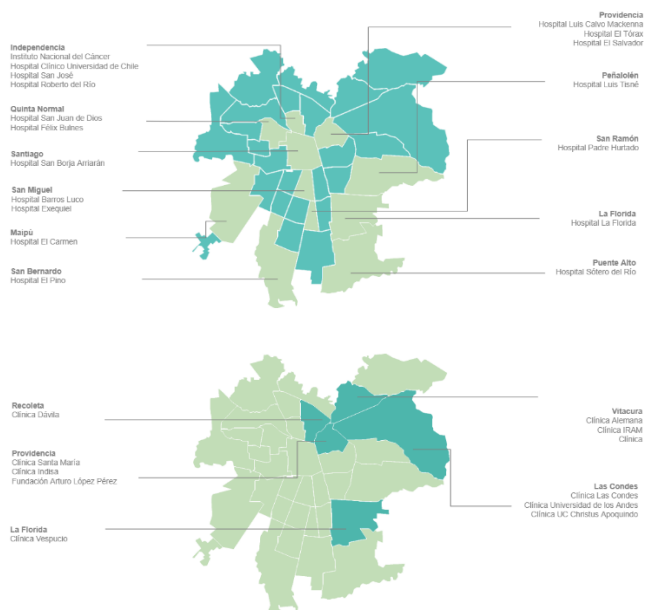 Independencia
Instituto Nacional del Cáncer
Hospital Clínico Universidad de Chile
Hospital San José
Hospital Roberto del Río
Quinta Normal
Hospital San Juan de Dios
Hospital Félix Bulnes
Santiago
Hospital San Borja Arriarán
San Miguel
Hospital Barros Luco
Hospital Exequiel
Maipú
Hospital El Carmen
San Bernardo
Hospital El Pino
Providencia
Hospital Luis Calvo Mackenna
Hospital El Tórax
Hospital El Salvador
Peñalolén
Hospital Luis Tisné
San Ramón
Hospital Padre Hurtado
La Florida
Hospital La Florida
Puente Alto
Hospital Sótero del Río
Recoleta
Clínica Dávila
Providencia
Clínica Santa María
Clínica Indisa
Fundación Arturo López Pérez
La Florida
Clínica Vespucio
Vitacura
Clínica Alemana
Clínica IRAM
Clínica
Las Condes
Clínica Las Condes
Clínica Universidad de los Andes
Clínica UC Christus Apoquindo